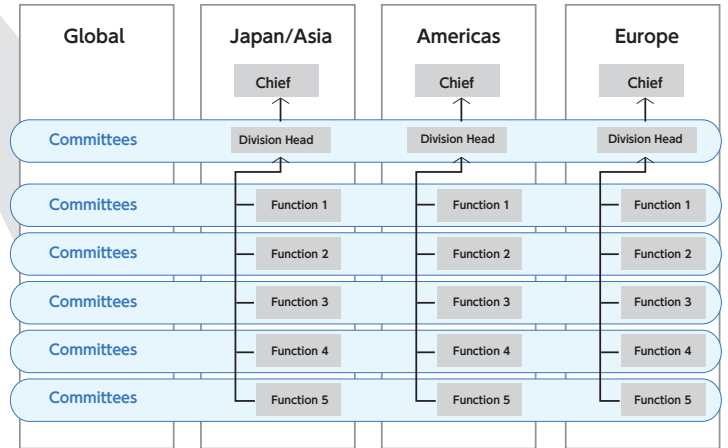 Global Japan/Asia Americas Europe
Chief Chief Chief
Committees Division Head Division Head Division Head
Committees Function 1 Function 1 Function 1
Committees Function 2 Function 2 Function 2
Committees Function 3 Function 3 Function 3
Committees Function 4 Function 4 Function 4
Committees Function 5 Function 5 Function 5